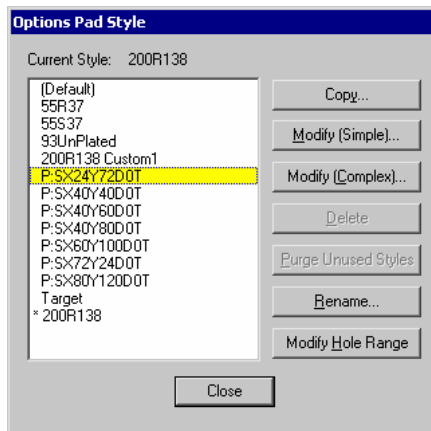 Options Pad Style
Current Style: 200R138
(Default)
55R37
55S37
93UnPlated
200R138 Custom1
P:SX24Y72D0T
P:SX40Y40D0T
P:SX40Y60D0T
P:SX40Y80D0T
P:SX60Y100D0T
P:SX72Y24D0T
P:SX80Y120D0T
Target
* 200R138
Copy...
Modify (Simple)...
Modify (Complex)...
Delete
Purge Unused Styles
Rename...
Modify Hole Range
Close